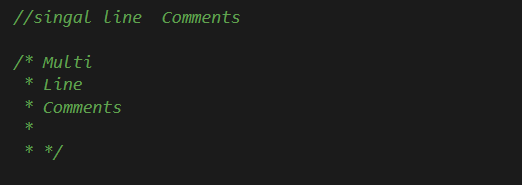 //singal line  Comments
/* Multi
 * Line
 * Comments
 *
 * */